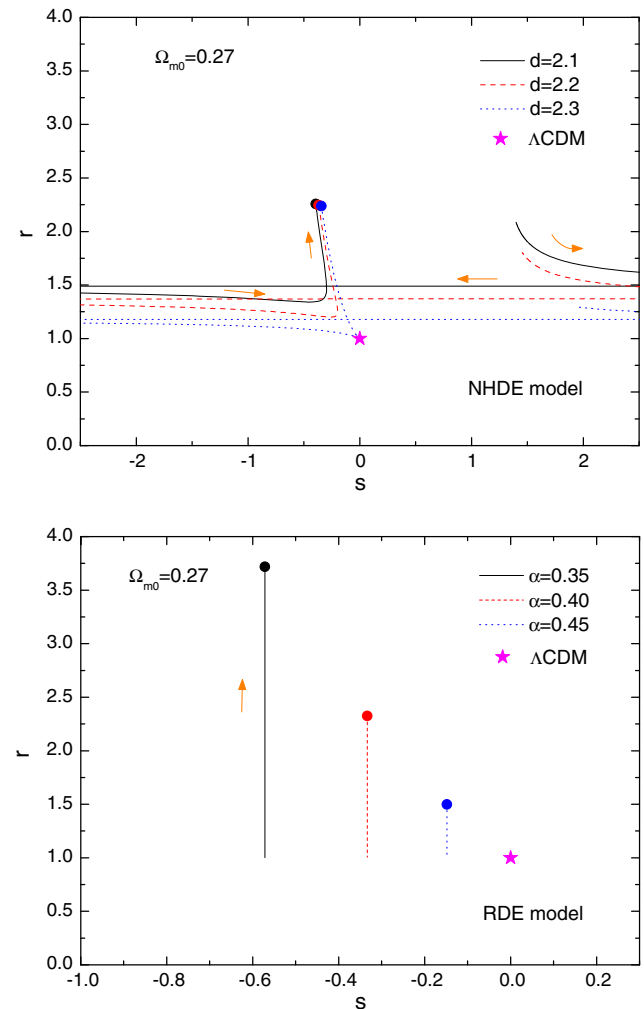 4.0
Ω_m0=0.27
d=2.1
3.5
d=2.2
d=2.3
3.0
ΛCDM
2.5
r
2.0
1.5
1.0
0.5
NHDE model
0.0
-2 -1 0 1 2
s
4.0
Ω_m0=0.27
α=0.35
3.5
α=0.40
α=0.45
3.0
ΛCDM
2.5
r
2.0
1.5
1.0
0.5
RDE model
0.0
-1.0 -0.8 -0.6 -0.4 -0.2 0.0 0.2
s